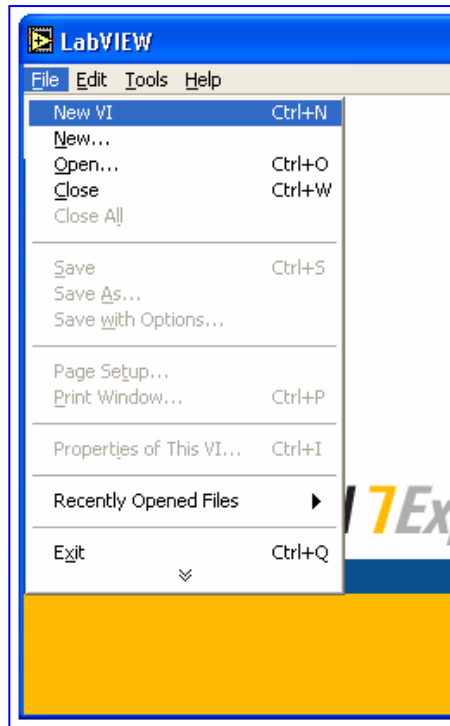 LabVIEW
File Edit Tools Help
New VI Ctrl+N
New...
Open... Ctrl+O
Close Ctrl+W
Close All
Save Ctrl+S
Save As...
Save with Options...
Page Setup...
Print Window... Ctrl+P
Properties of This VI... Ctrl+I
Recently Opened Files
7Ex
Exit Ctrl+Q